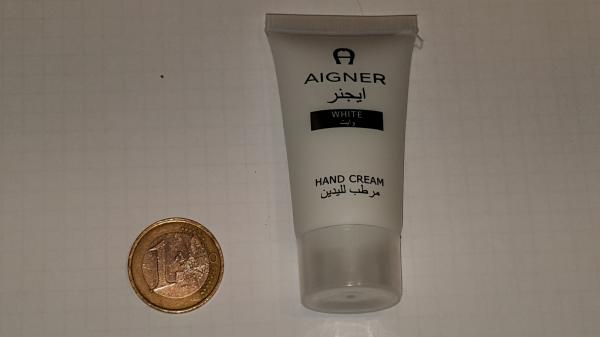 AIGNER
ايجنر
WHITE
وايت
HAND CREAM
مرطب لليدين
1